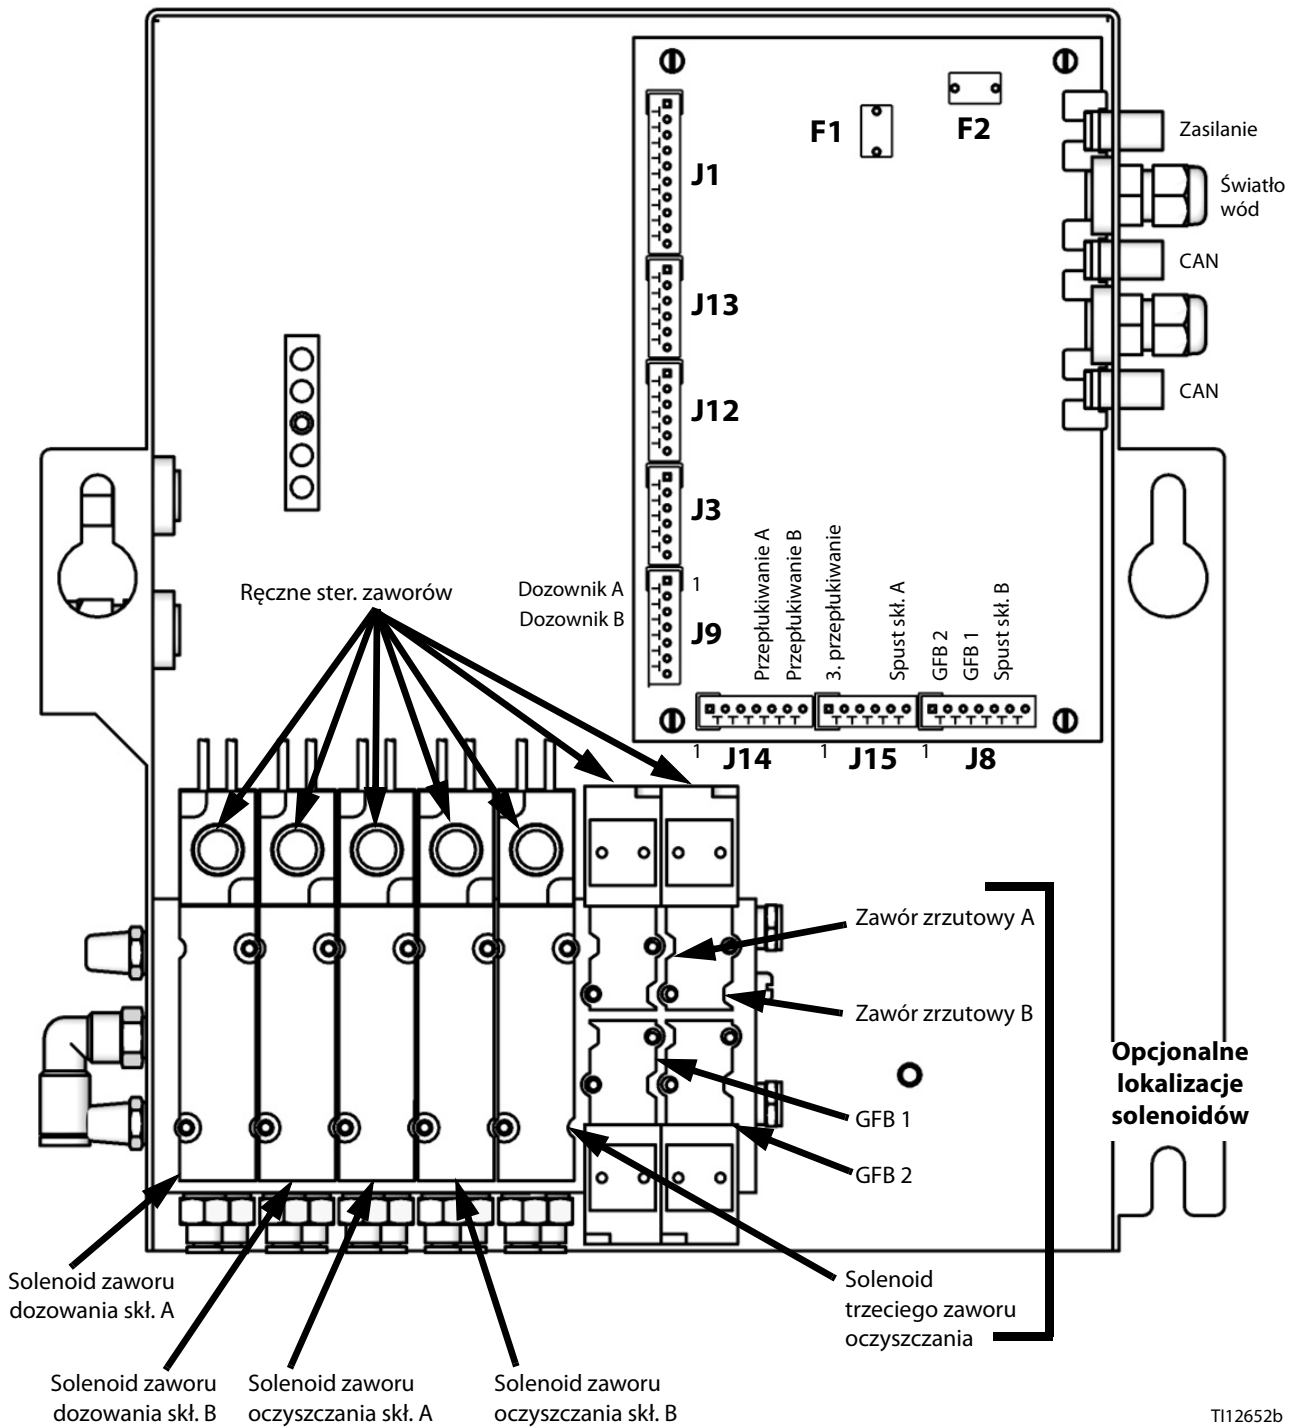 F1
F2
Zasilanie
J1
Światło
wód
CAN
J13
CAN
J12
J3
Ręczne ster. zaworów
Dozownik A
Dozownik B
1
J9
Przepłukiwanie A
Przepłukiwanie B
3. przepłukiwanie
Spust skł. A
GFB 2
GFB 1
Spust skł. B
1
J14
1
J15
1
J8
Zawór zrzutowy A
Zawór zrzutowy B
Opcjonalne
lokalizacje
solenoidów
GFB 1
GFB 2
Solenoid zaworu
dozowania skł. A
Solenoid
trzeciego zaworu
oczyszczania
Solenoid zaworu
dozowania skł. B
Solenoid zaworu
oczyszczania skł. A
Solenoid zaworu
oczyszczania skł. B
TI12652b